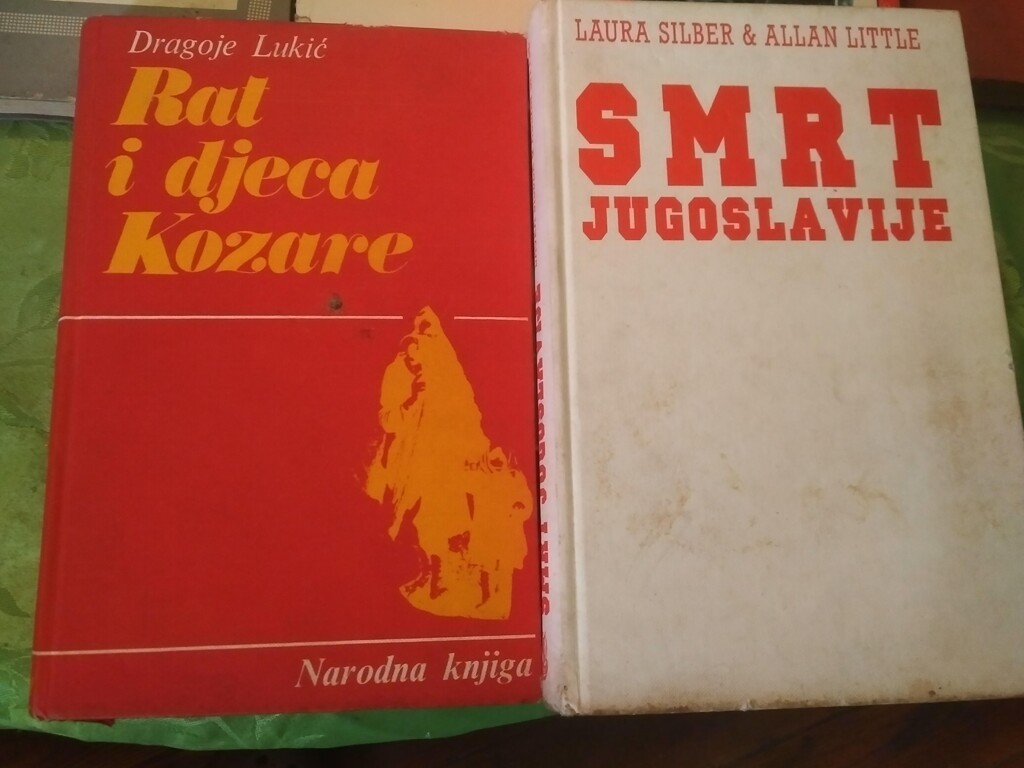 Dragoje Lukić
Rat
i djeca
Kozare
Narodna knjiga
LAURA SILBER & ALLAN LITTLE
SMRT
JUGOSLAVIJE